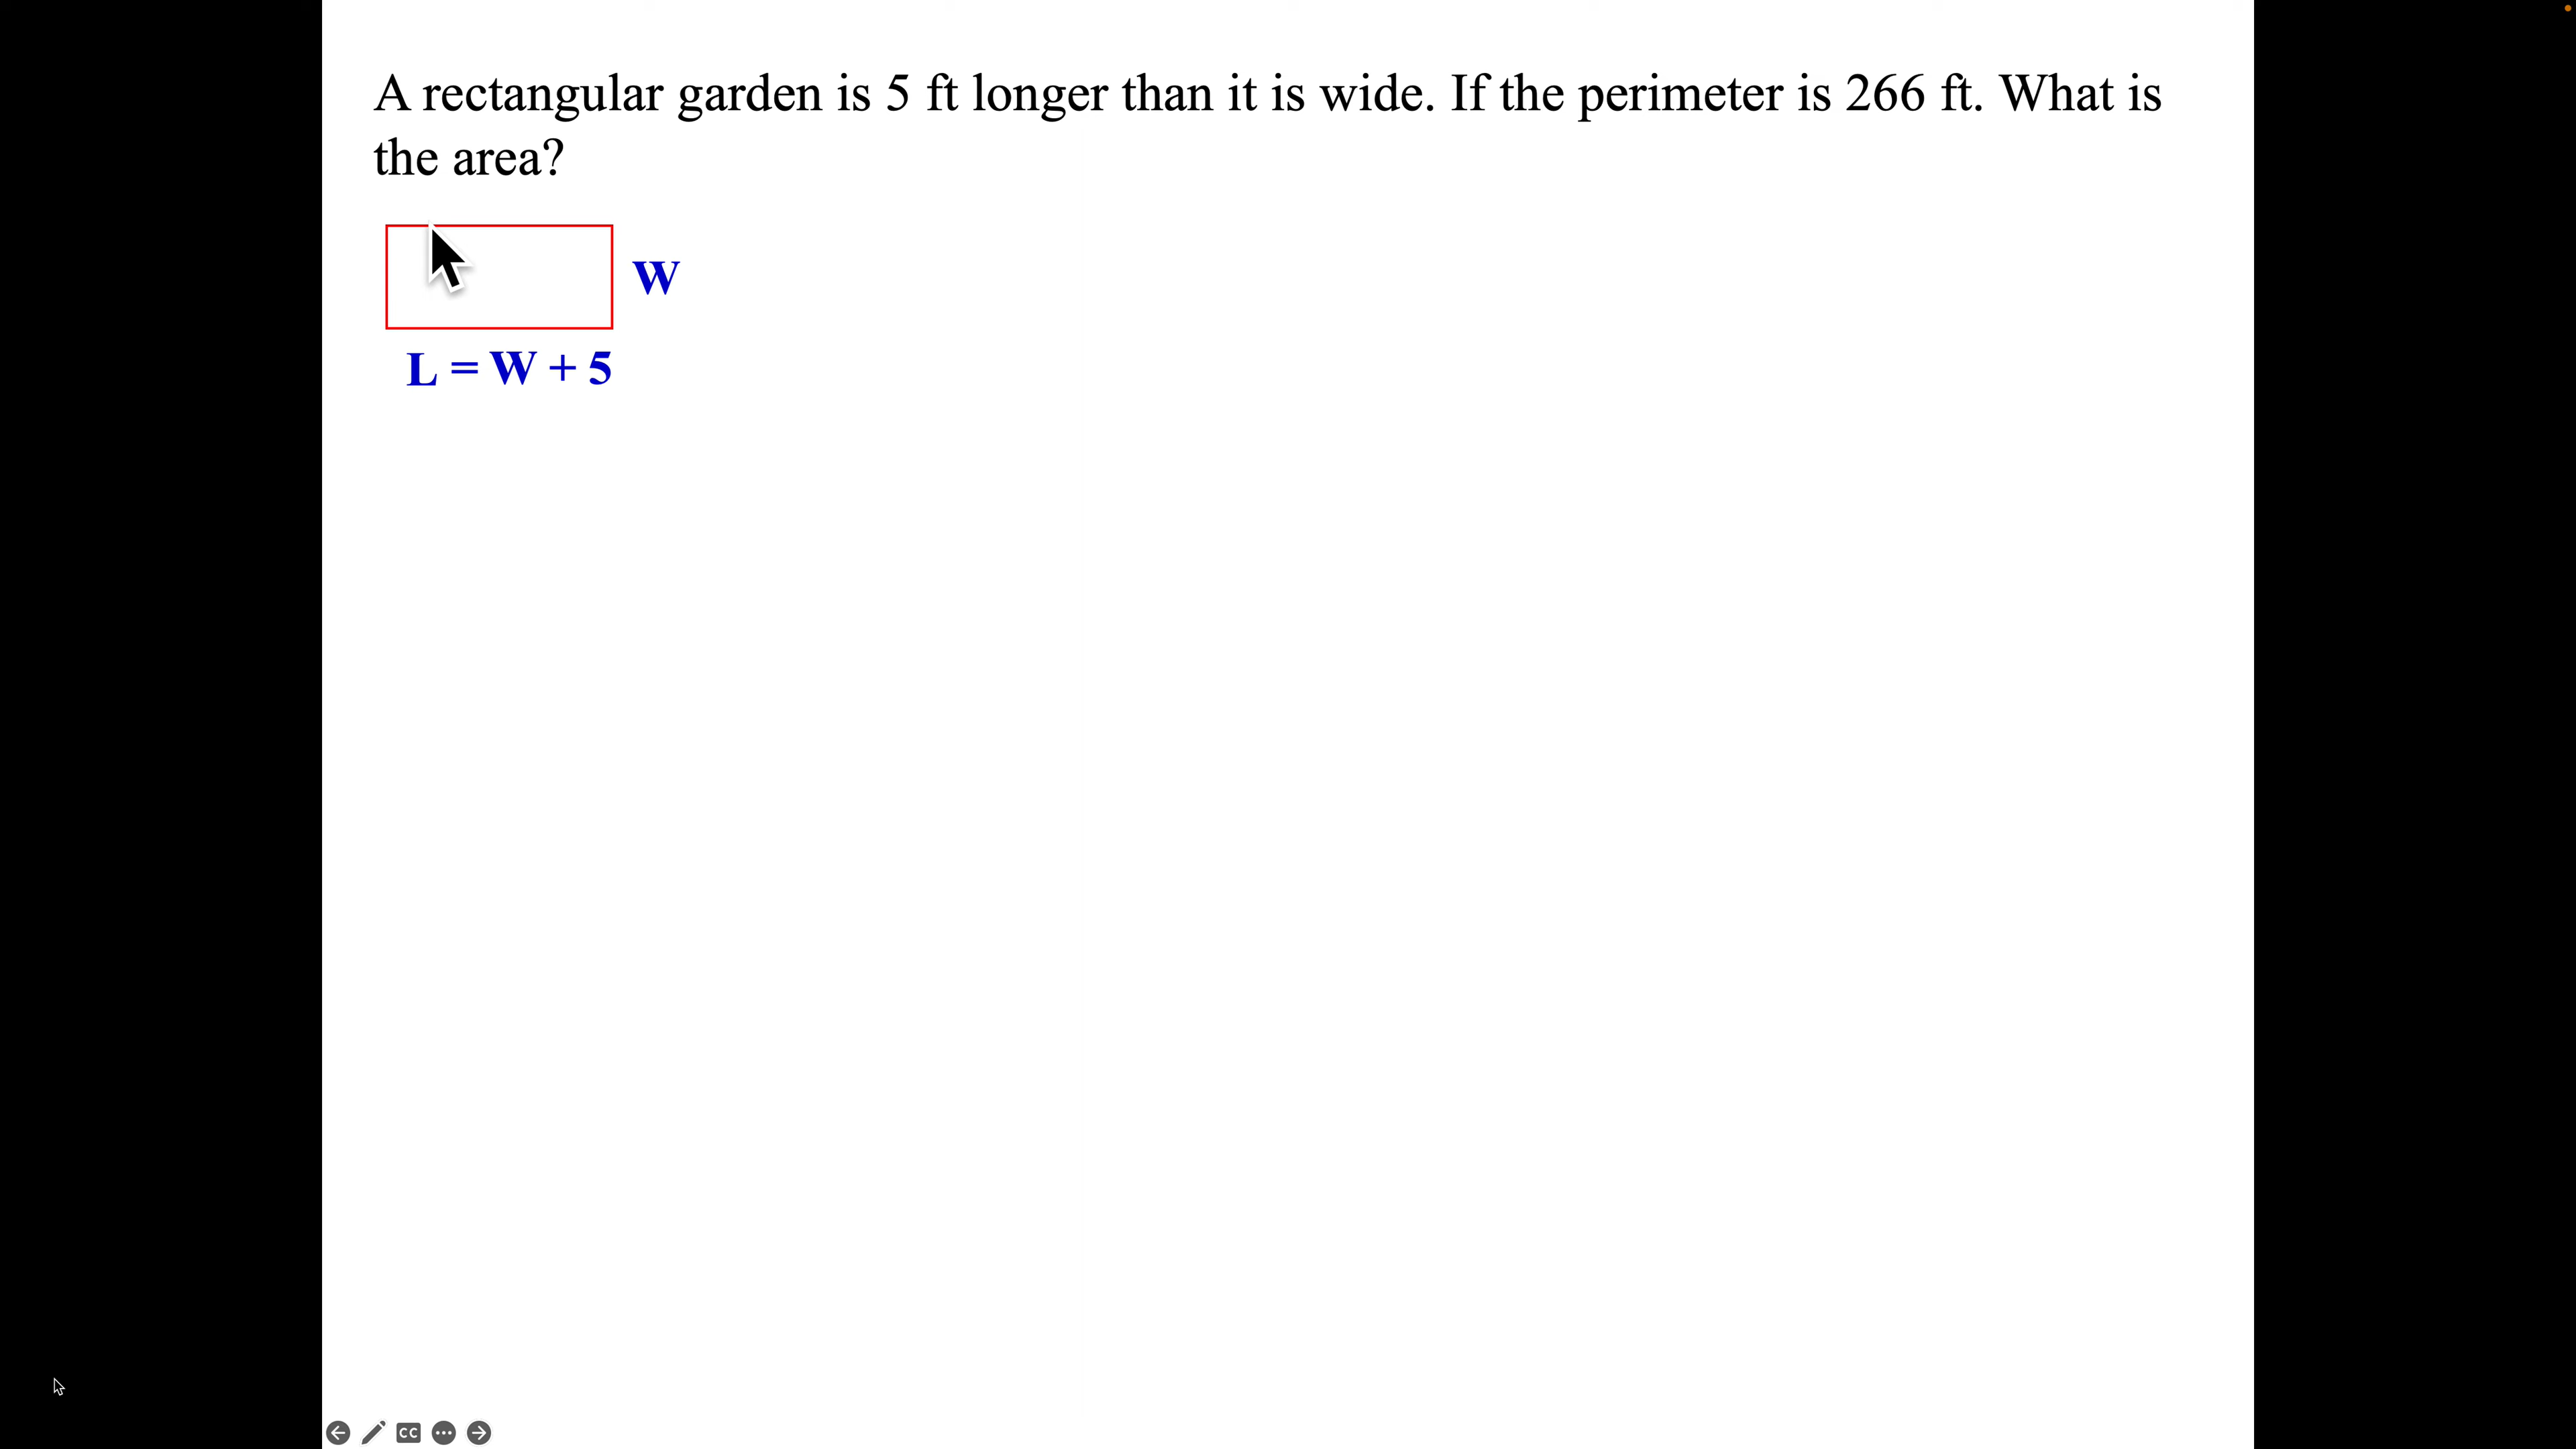 A rectangular garden is 5 ft longer than it is wide. If the perimeter is 266 ft. What is
the area?
W
L = W + 5
CC